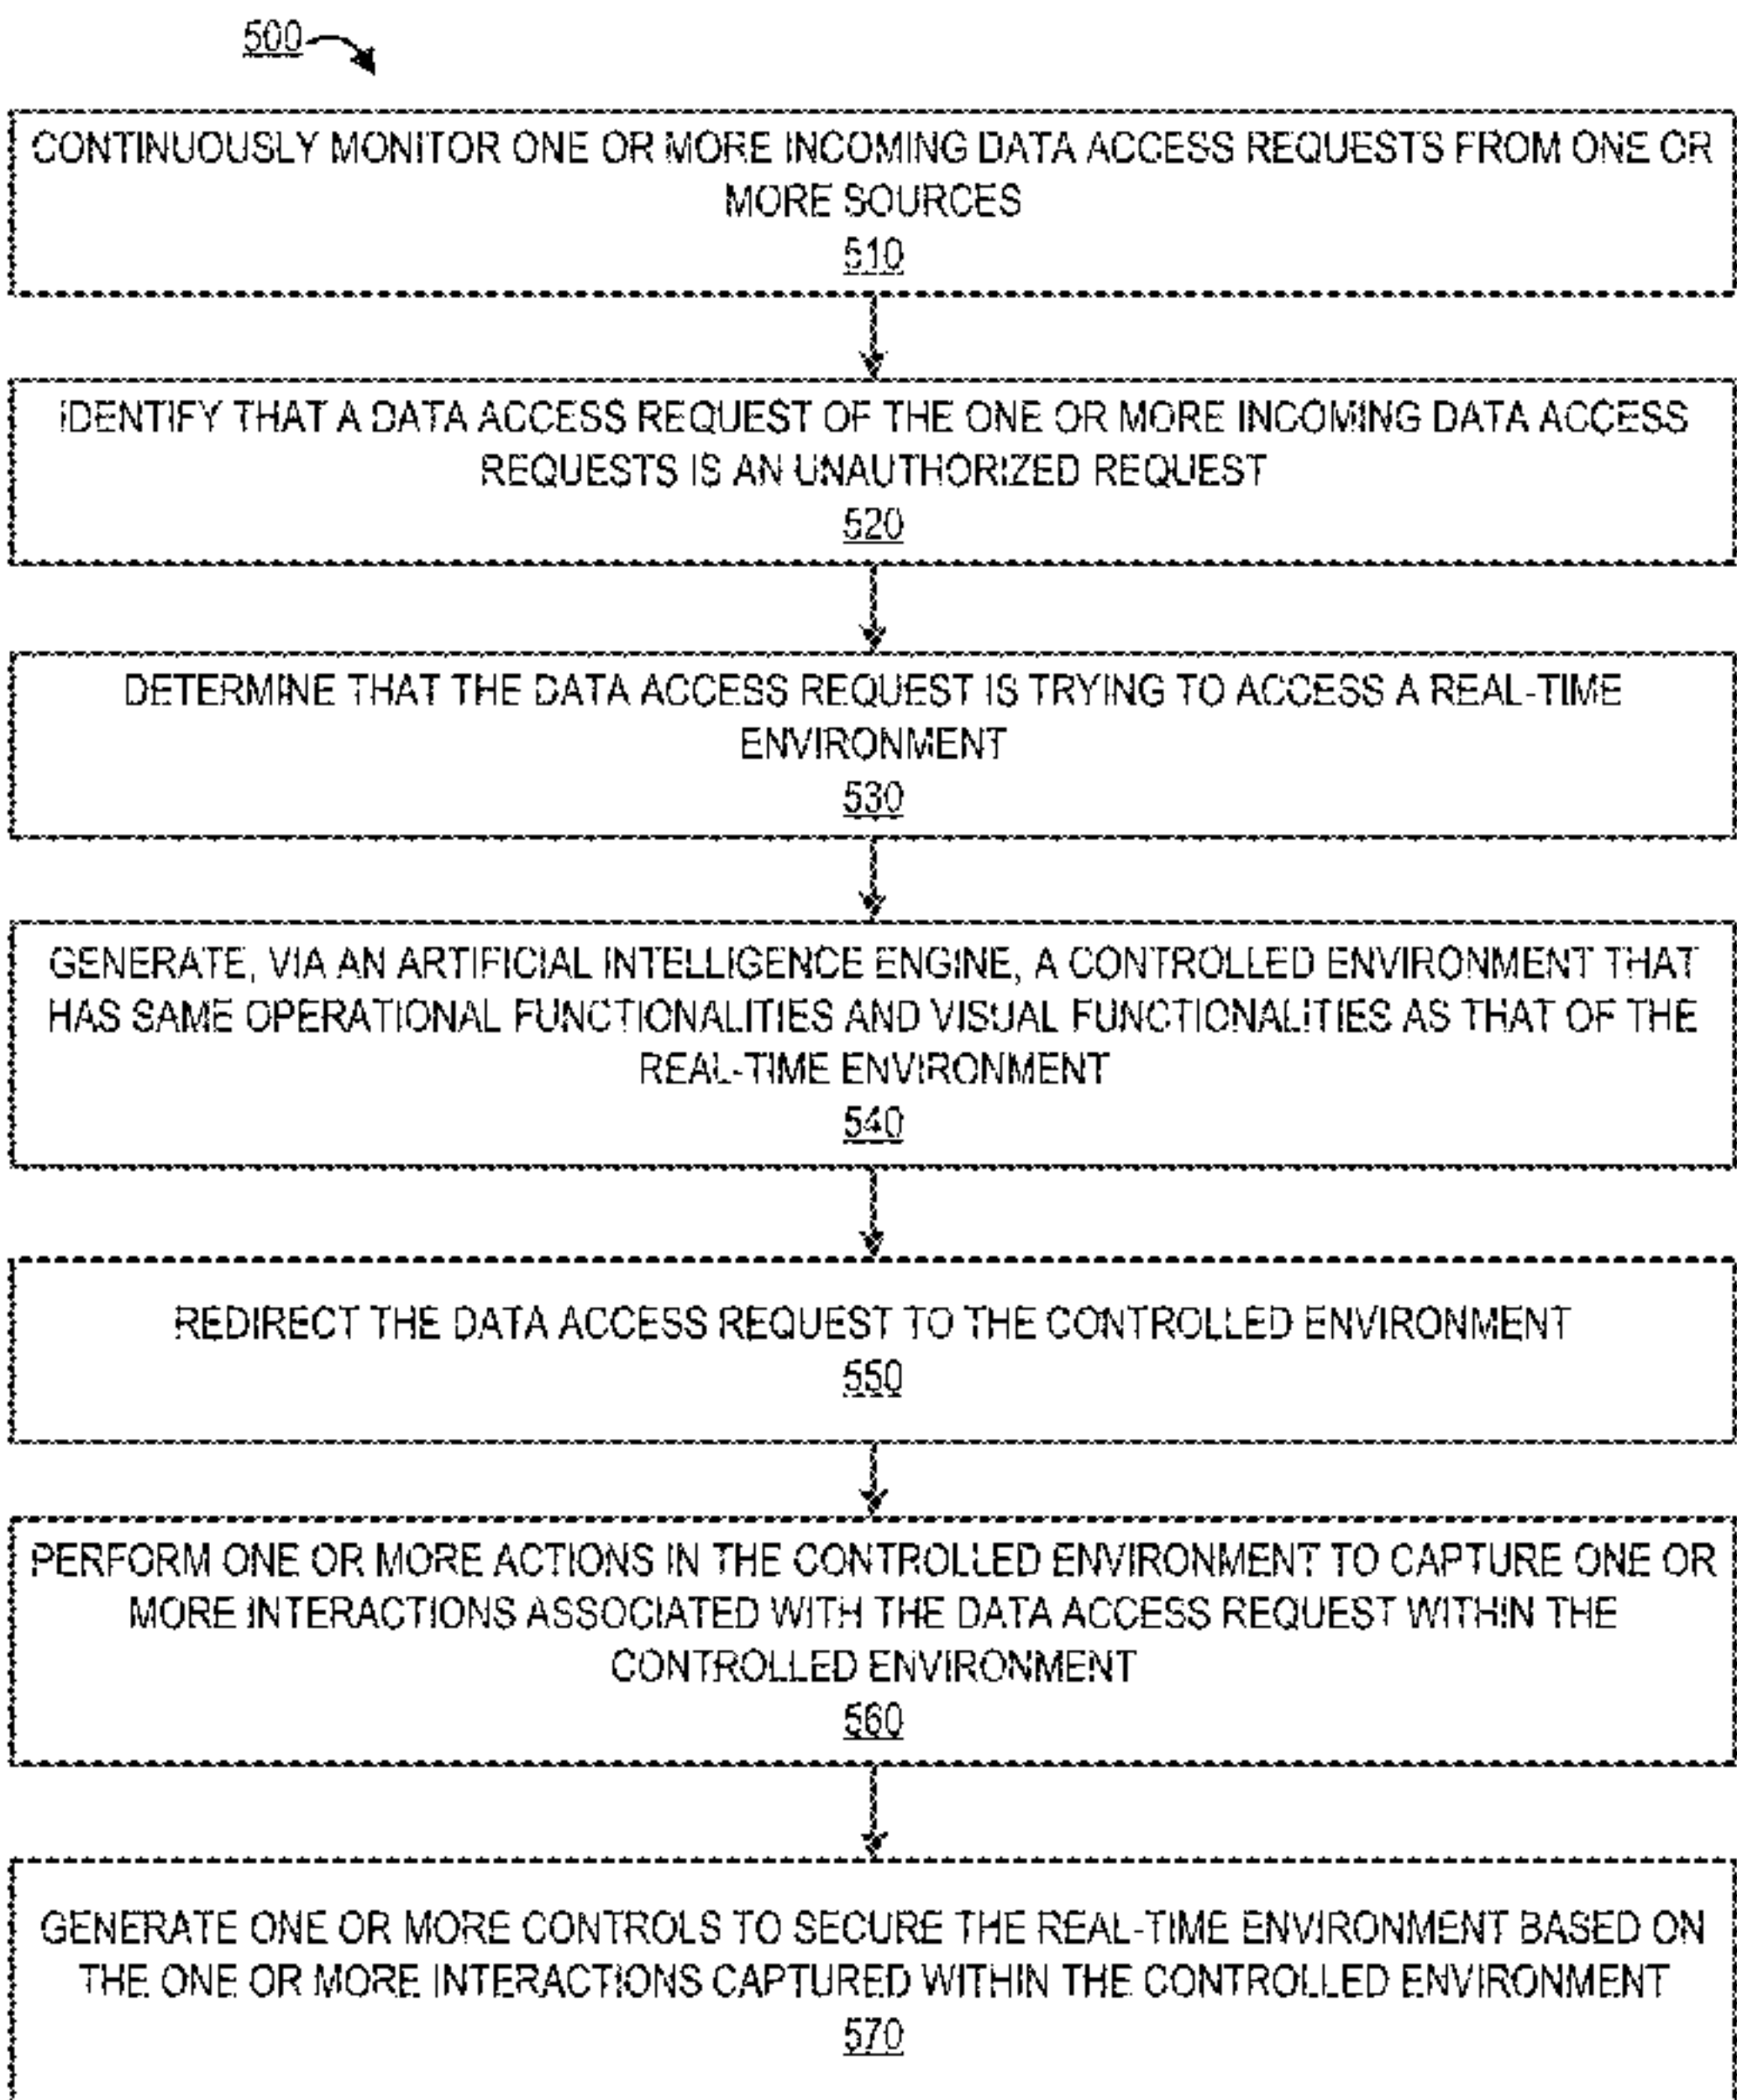 500
CONTINUOUSLY MONITOR ONE OR MORE INCOMING DATA ACCESS REQUESTS FROM ONE OR
MORE SOURCES
510
IDENTIFY THAT A DATA ACCESS REQUEST OF THE ONE OR MORE INCOMING DATA ACCESS
REQUESTS IS AN UNAUTHORIZED REQUEST
520
DETERMINE THAT THE DATA ACCESS REQUEST IS TRYING TO ACCESS A REAL-TIME
ENVIRONMENT
530
GENERATE, VIA AN ARTIFICIAL INTELLIGENCE ENGINE, A CONTROLLED ENVIRONMENT THAT
HAS SAME OPERATIONAL FUNCTIONALITIES AND VISUAL FUNCTIONALITIES AS THAT OF THE
REAL-TIME ENVIRONMENT
540
REDIRECT THE DATA ACCESS REQUEST TO THE CONTROLLED ENVIRONMENT
550
PERFORM ONE OR MORE ACTIONS IN THE CONTROLLED ENVIRONMENT TO CAPTURE ONE OR
MORE INTERACTIONS ASSOCIATED WITH THE DATA ACCESS REQUEST WITHIN THE
CONTROLLED ENVIRONMENT
560
GENERATE ONE OR MORE CONTROLS TO SECURE THE REAL-TIME ENVIRONMENT BASED ON
THE ONE OR MORE INTERACTIONS CAPTURED WITHIN THE CONTROLLED ENVIRONMENT
570